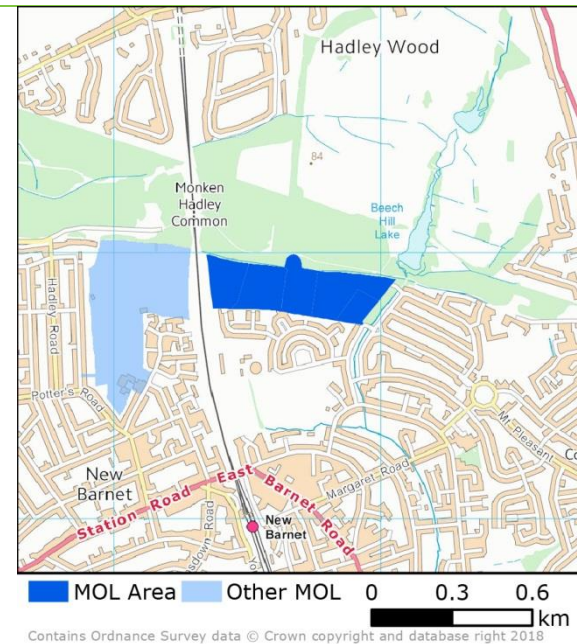 Hadley Wood
84
Monken
Hadley
Common
Beech
Hill
Lake
Hadley Road
Potter's Road
Mt Pleasant
Co
New
Barnet
Margaret Road
Station Road East Barnet Road
New
Barnet
MOL Area Other MOL 0 0.3 0.6
km
Contains Ordnance Survey data © Crown copyright and database right 2018